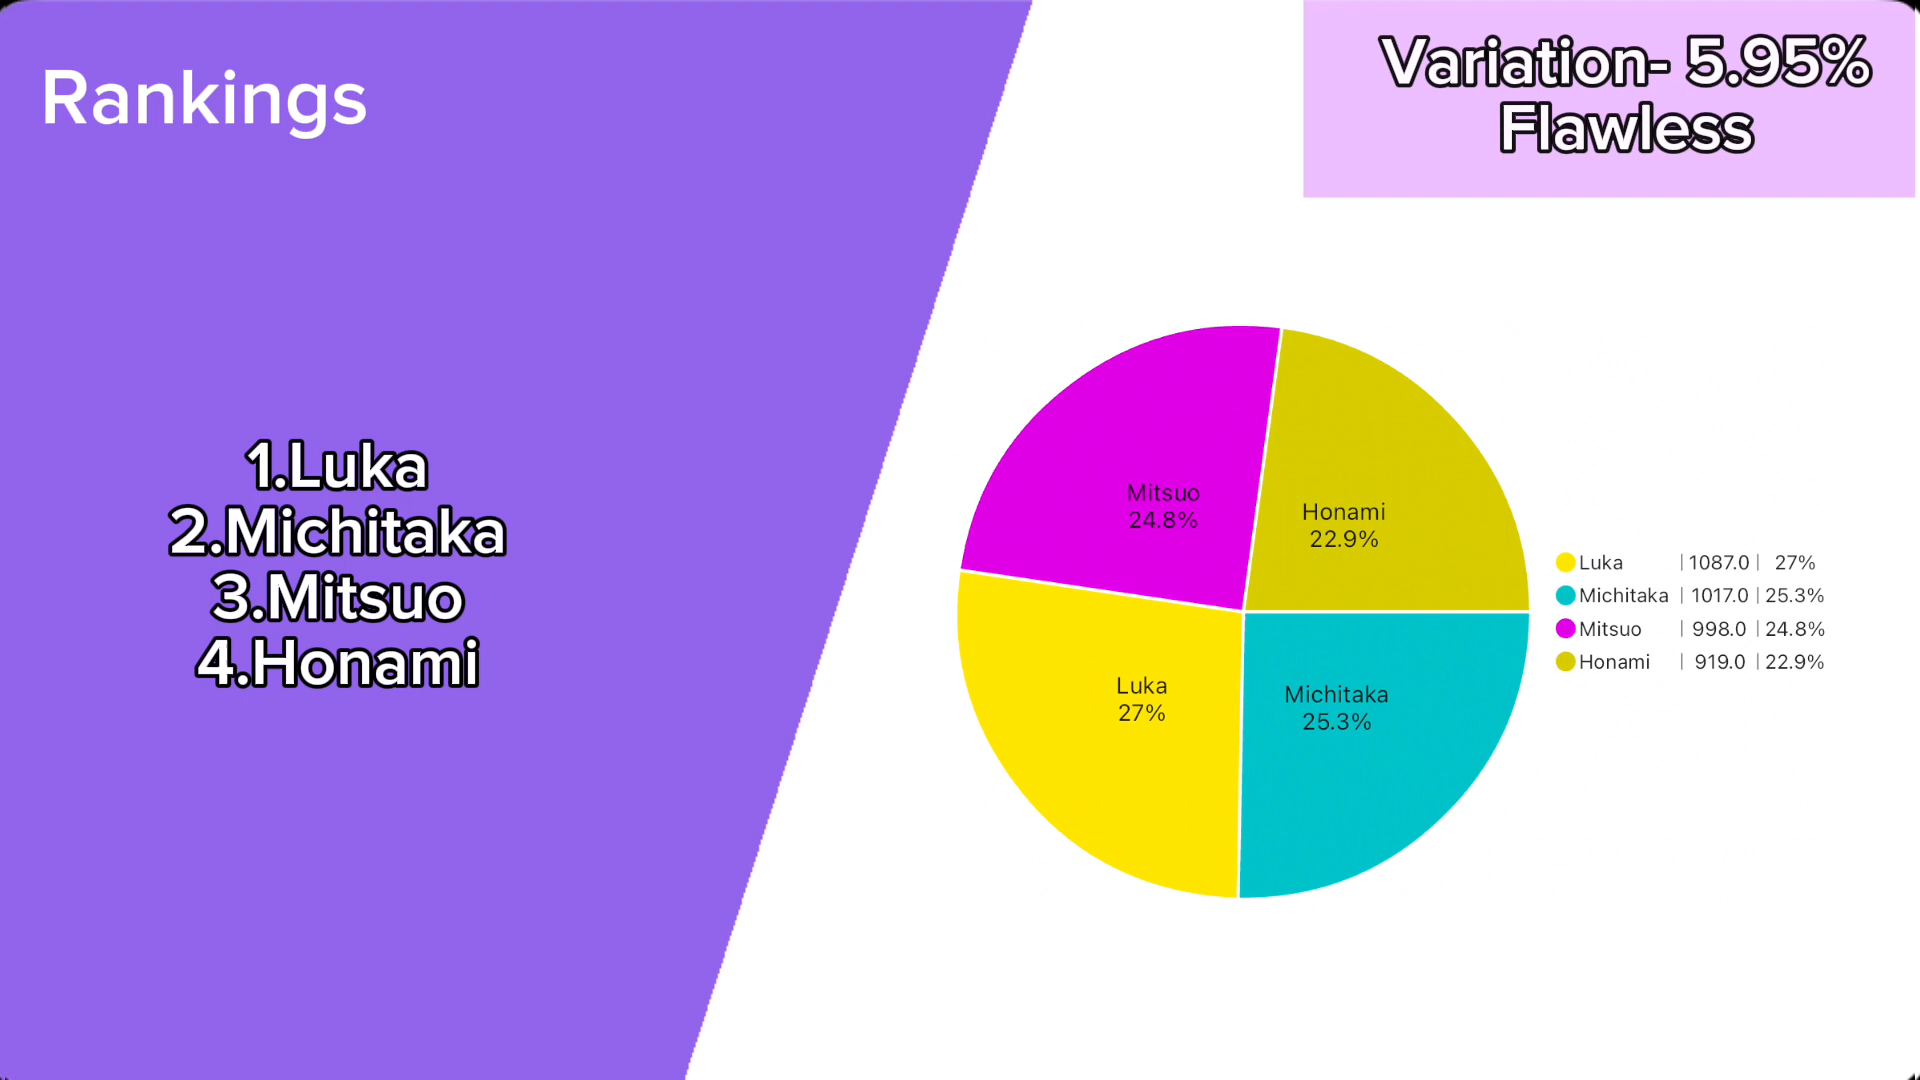 Rankings
Variation- 5.95%
Flawless
1.Luka
2.Michitaka
3.Mitsuo
4.Honami
Mitsuo
24.8%
Honami
22.9%
Luka
27%
Michitaka
25.3%
Luka | 1087.0 | 27%
Michitaka | 1017.0 | 25.3%
Mitsuo | 998.0 | 24.8%
Honami | 919.0 | 22.9%